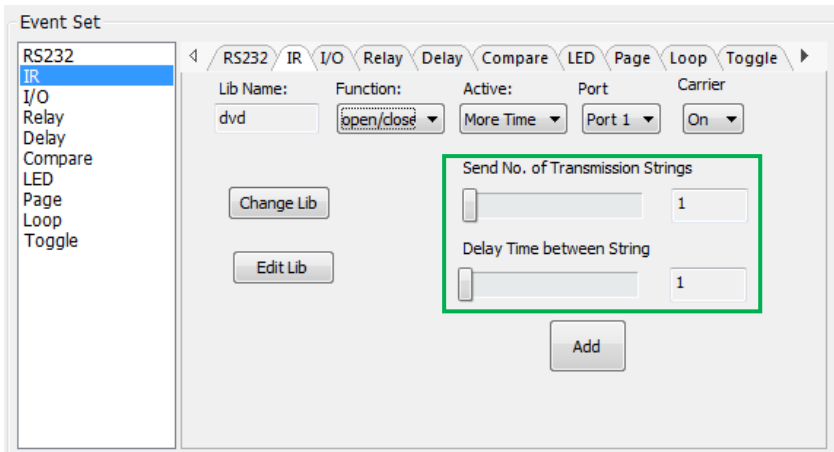 Event Set
RS232
IR
I/O
Relay
Delay
Compare
LED
Page
Loop
Toggle
RS232 IR I/O Relay Delay Compare LED Page Loop Toggle
Lib Name: Function: Active: Port Carrier
dvd open/close More Time Port 1 On
Send No. of Transmission Strings
Change Lib 1
Delay Time between String
Edit Lib 1
Add